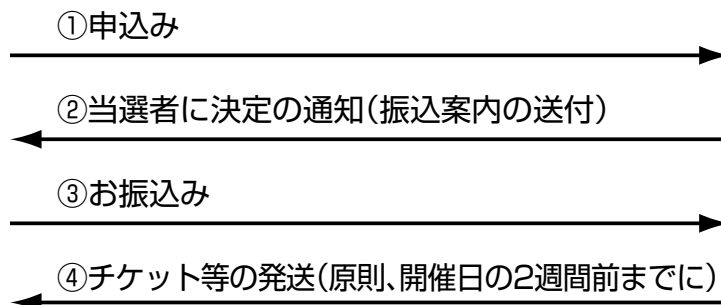 ①申込み
②当選者に決定の通知(振込案内の送付)
③お振込み
④チケット等の発送(原則、開催日の2週間前までに)